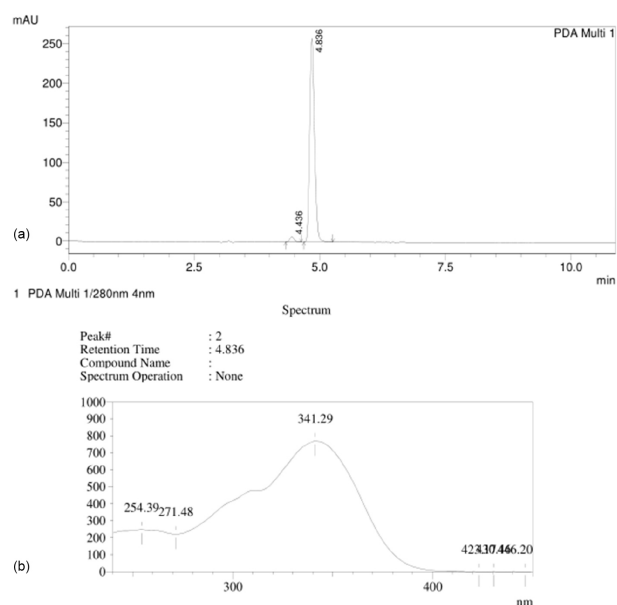 mAU
PDA Multi 1
250
200
150
100
50
0
4.436
4.836
(a)
0.0 2.5 5.0 7.5 10.0
min
1 PDA Multi 1/280nm 4nm
Spectrum
Peak# : 2
Retention Time : 4.836
Compound Name :
Spectrum Operation : None
1000
900
800
700
600
500
400
300
200
100
0
254.39
271.48
341.29
(b)
300 400
nm